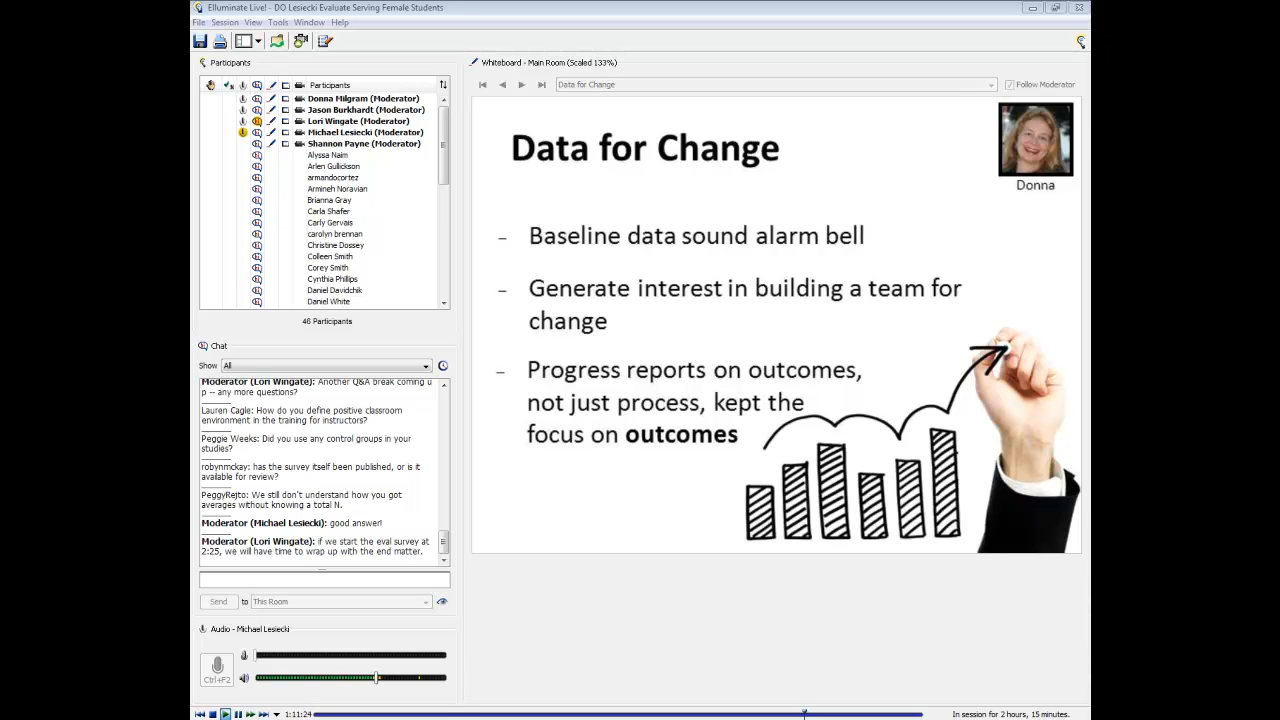 Elluminate Live! - DO Lesiecki Evaluate Serving Female Students
File Session View Tools Window Help
Participants
Participants
Donna Milgram (Moderator)
Jason Burkhardt (Moderator)
Lori Wingate (Moderator)
Michael Lesiecki (Moderator)
Shannon Payne (Moderator)
Alyssa Naim
Arlen Gullickson
armandocortez
Armineh Noravian
Brianna Gray
Carla Shafer
Carly Gervais
carolyn brennan
Christine Dossey
Colleen Smith
Corey Smith
Cynthia Phillips
Daniel Davidchik
Daniel White
46 Participants
Chat
Show All
Moderator (Lori Wingate): Another Q&A break coming u
p -- any more questions?
Lauren Cagle: How do you define positive classroom
environment in the training for instructors?
Peggie Weeks: Did you use any control groups in your
studies?
robynmckay: has the survey itself been published, or is it
available for review?
PeggyRejto: We still don't understand how you got
averages without knowing a total N.
Moderator (Michael Lesiecki): good answer!
Moderator (Lori Wingate): if we start the eval survey at
2:25, we will have time to wrap up with the end matter.
Send to This Room
Audio - Michael Lesiecki
Ctrl+F2
Whiteboard - Main Room (Scaled 133%)
Data for Change
Follow Moderator
Data for Change
Donna
– Baseline data sound alarm bell
– Generate interest in building a team for
change
– Progress reports on outcomes,
not just process, kept the
focus on outcomes
1:11:24
In session for 2 hours, 15 minutes.